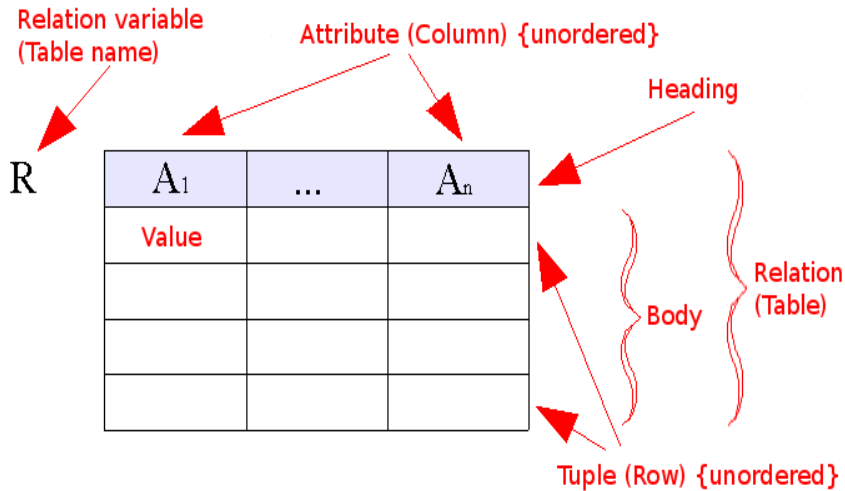 Relation variable
(Table name)
Attribute (Column) {unordered}
Heading
R
A1
...
An
Value
Relation
(Table)
Body
Tuple (Row) {unordered}